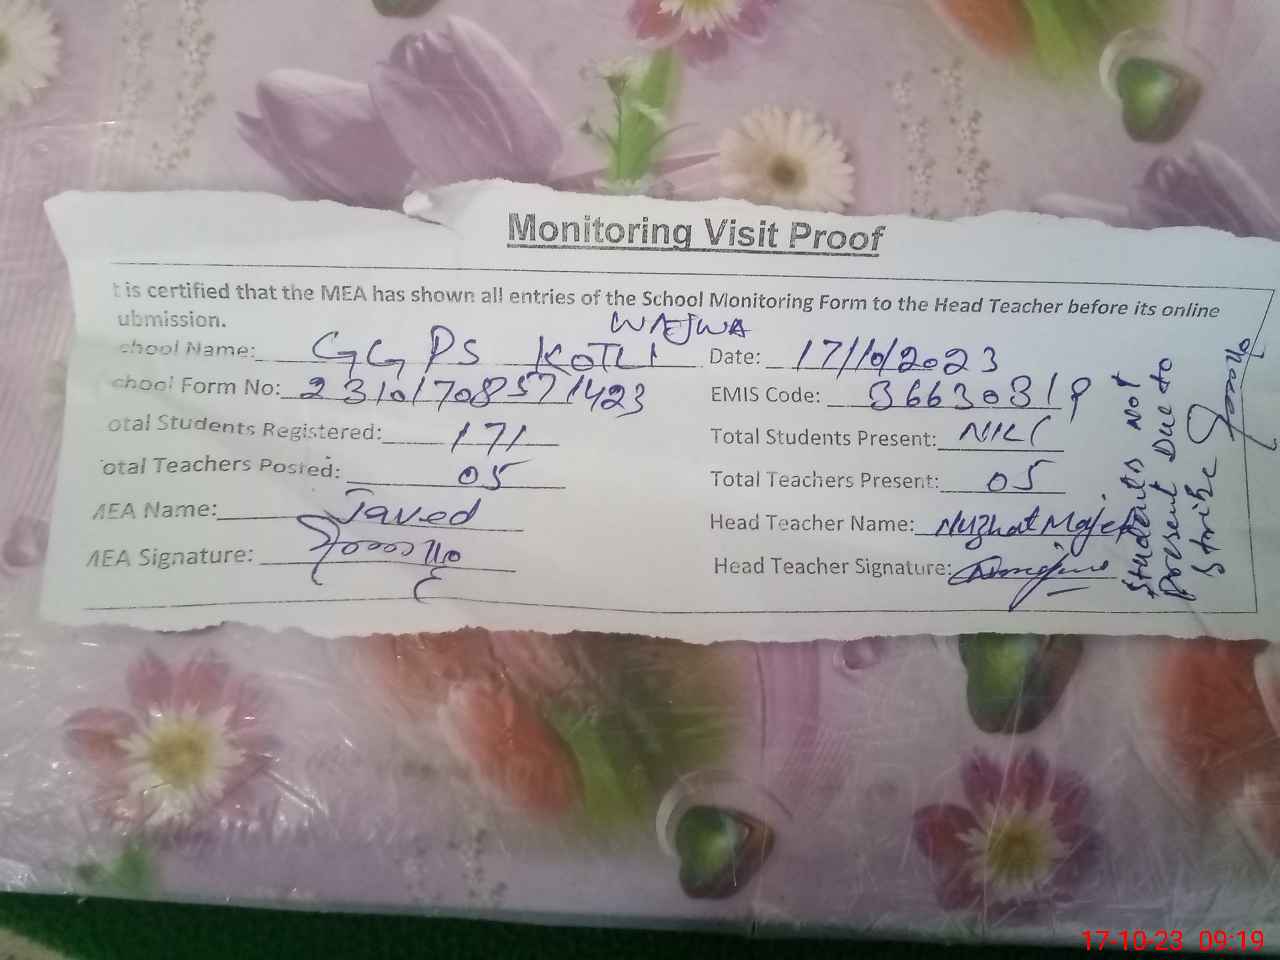 Monitoring Visit Proof
t is certified that the MEA has shown all entries of the School Monitoring Form to the Head Teacher before its online
ubmission.
WAJWA
chool Name: GGPS KOTLI Date: 17/10/2023
chool Form No: 23101708571423 EMIS Code: 36630319
otal Students Registered: 171 Total Students Present: NIL
otal Teachers Posted: 05 Total Teachers Present: 05
MEA Name: Javed Head Teacher Name: Nuzhat Majeed
MEA Signature: Head Teacher Signature:
Students Not
Present Due to
Strike
17-10-23 09:19